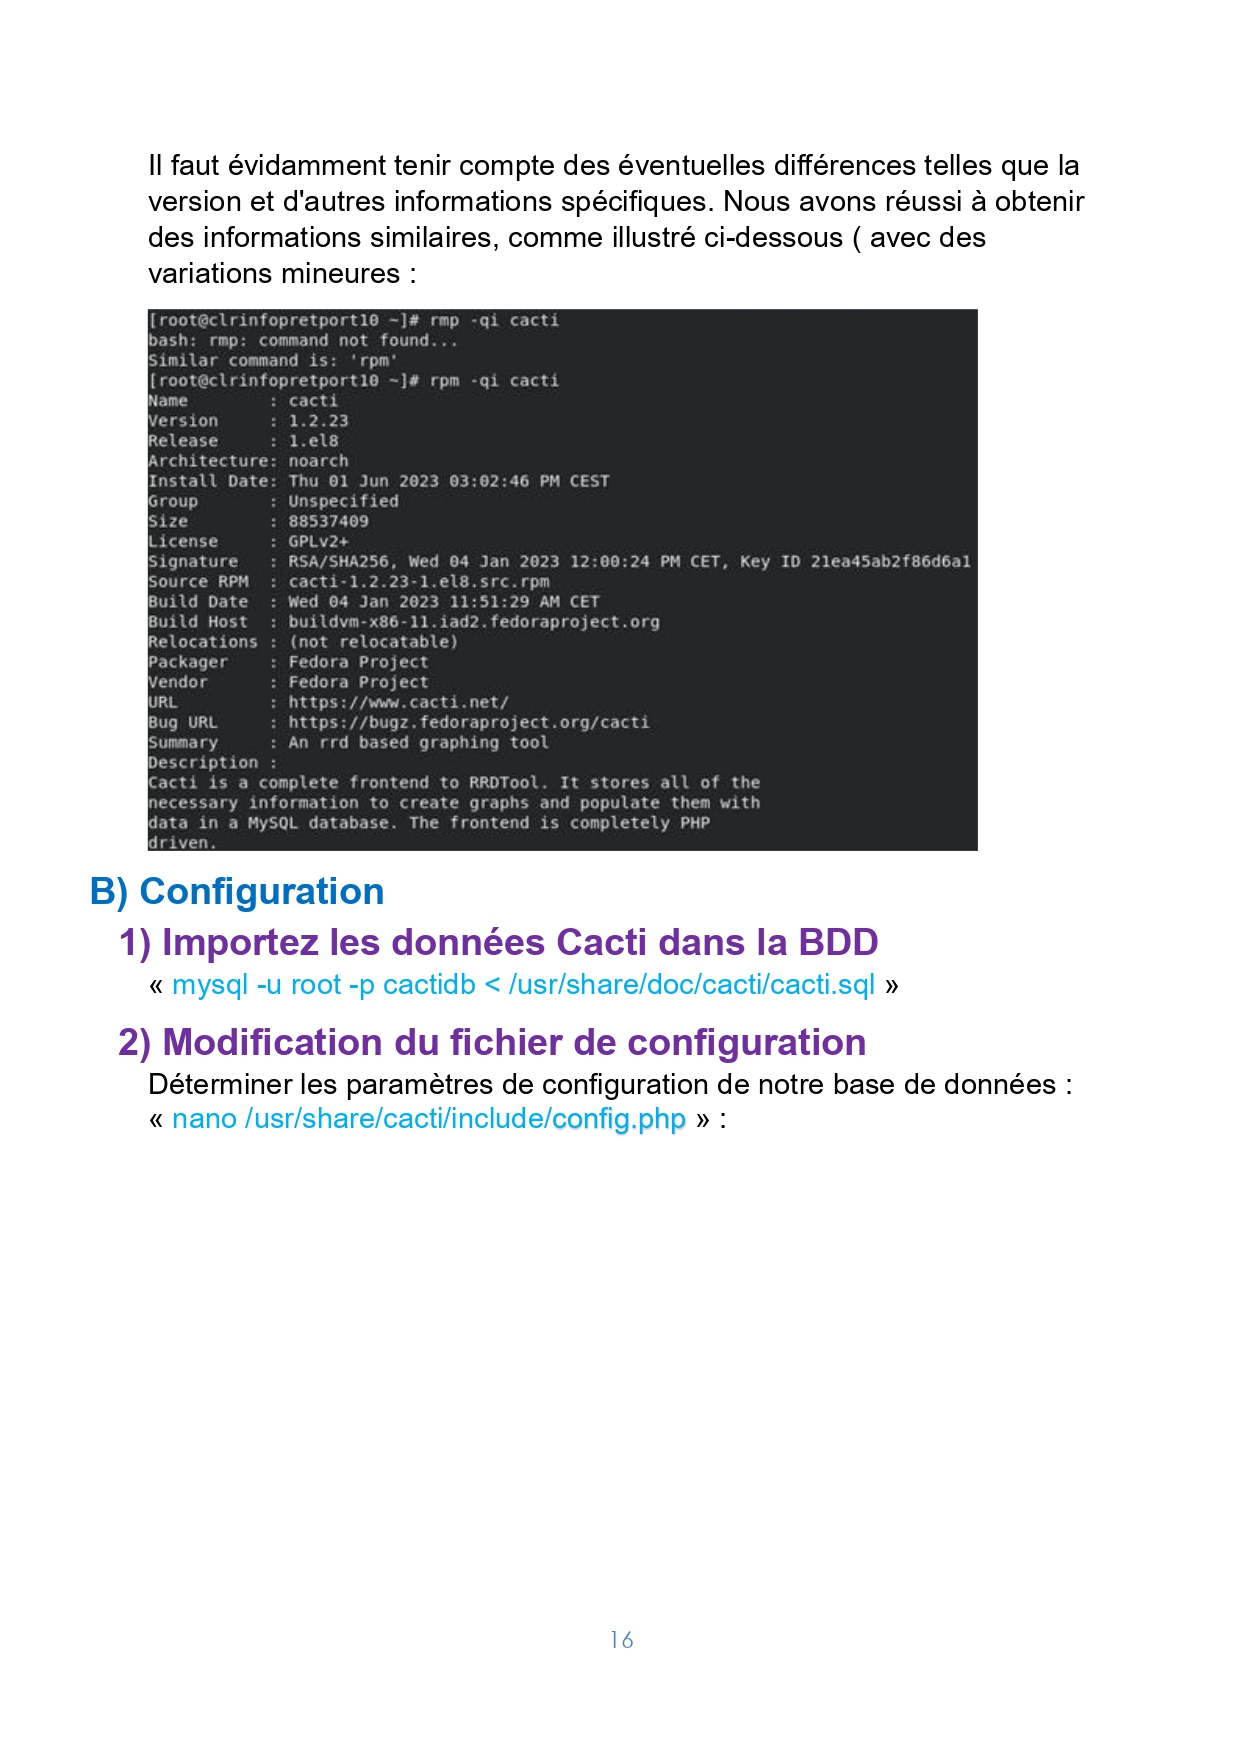 Il faut évidamment tenir compte des éventuelles différences telles que la
version et d'autres informations spécifiques. Nous avons réussi à obtenir
des informations similaires, comme illustré ci-dessous ( avec des
variations mineures :
[root@clrinfopretport10 ~]# rmp -qi cacti
bash: rmp: command not found...
Similar command is: 'rpm'
[root@clrinfopretport10 ~]# rpm -qi cacti
Name        : cacti
Version     : 1.2.23
Release     : 1.el8
Architecture: noarch
Install Date: Thu 01 Jun 2023 03:02:46 PM CEST
Group       : Unspecified
Size        : 88537409
License     : GPLv2+
Signature   : RSA/SHA256, Wed 04 Jan 2023 12:00:24 PM CET, Key ID 21ea45ab2f86d6a1
Source RPM  : cacti-1.2.23-1.el8.src.rpm
Build Date  : Wed 04 Jan 2023 11:51:29 AM CET
Build Host  : buildvm-x86-11.iad2.fedoraproject.org
Relocations : (not relocatable)
Packager    : Fedora Project
Vendor      : Fedora Project
URL         : https://www.cacti.net/
Bug URL     : https://bugz.fedoraproject.org/cacti
Summary     : An rrd based graphing tool
Description :
Cacti is a complete frontend to RRDTool. It stores all of the
necessary information to create graphs and populate them with
data in a MySQL database. The frontend is completely PHP
driven.
B) Configuration
1) Importez les données Cacti dans la BDD
« mysql -u root -p cactidb < /usr/share/doc/cacti/cacti.sql »
2) Modification du fichier de configuration
Déterminer les paramètres de configuration de notre base de données :
« nano /usr/share/cacti/include/config.php » :
16